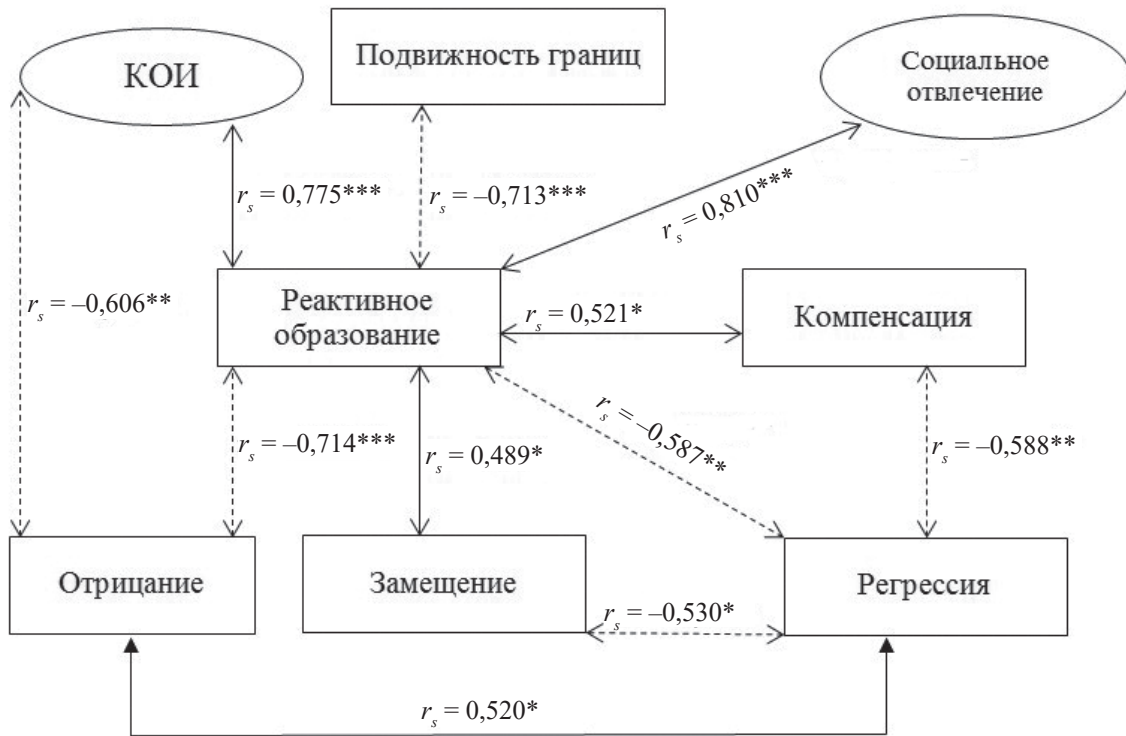 КОИ
Подвижность границ
Социальное
отвлечение
r_s = 0,775***
r_s = –0,713***
r_s = 0,810***
r_s = –0,606**
Реактивное
образование
r_s = 0,521*
Компенсация
r_s = –0,714***
r_s = 0,489*
r_s = –0,587**
r_s = –0,588**
Отрицание
Замещение
Регрессия
r_s = –0,530*
r_s = 0,520*